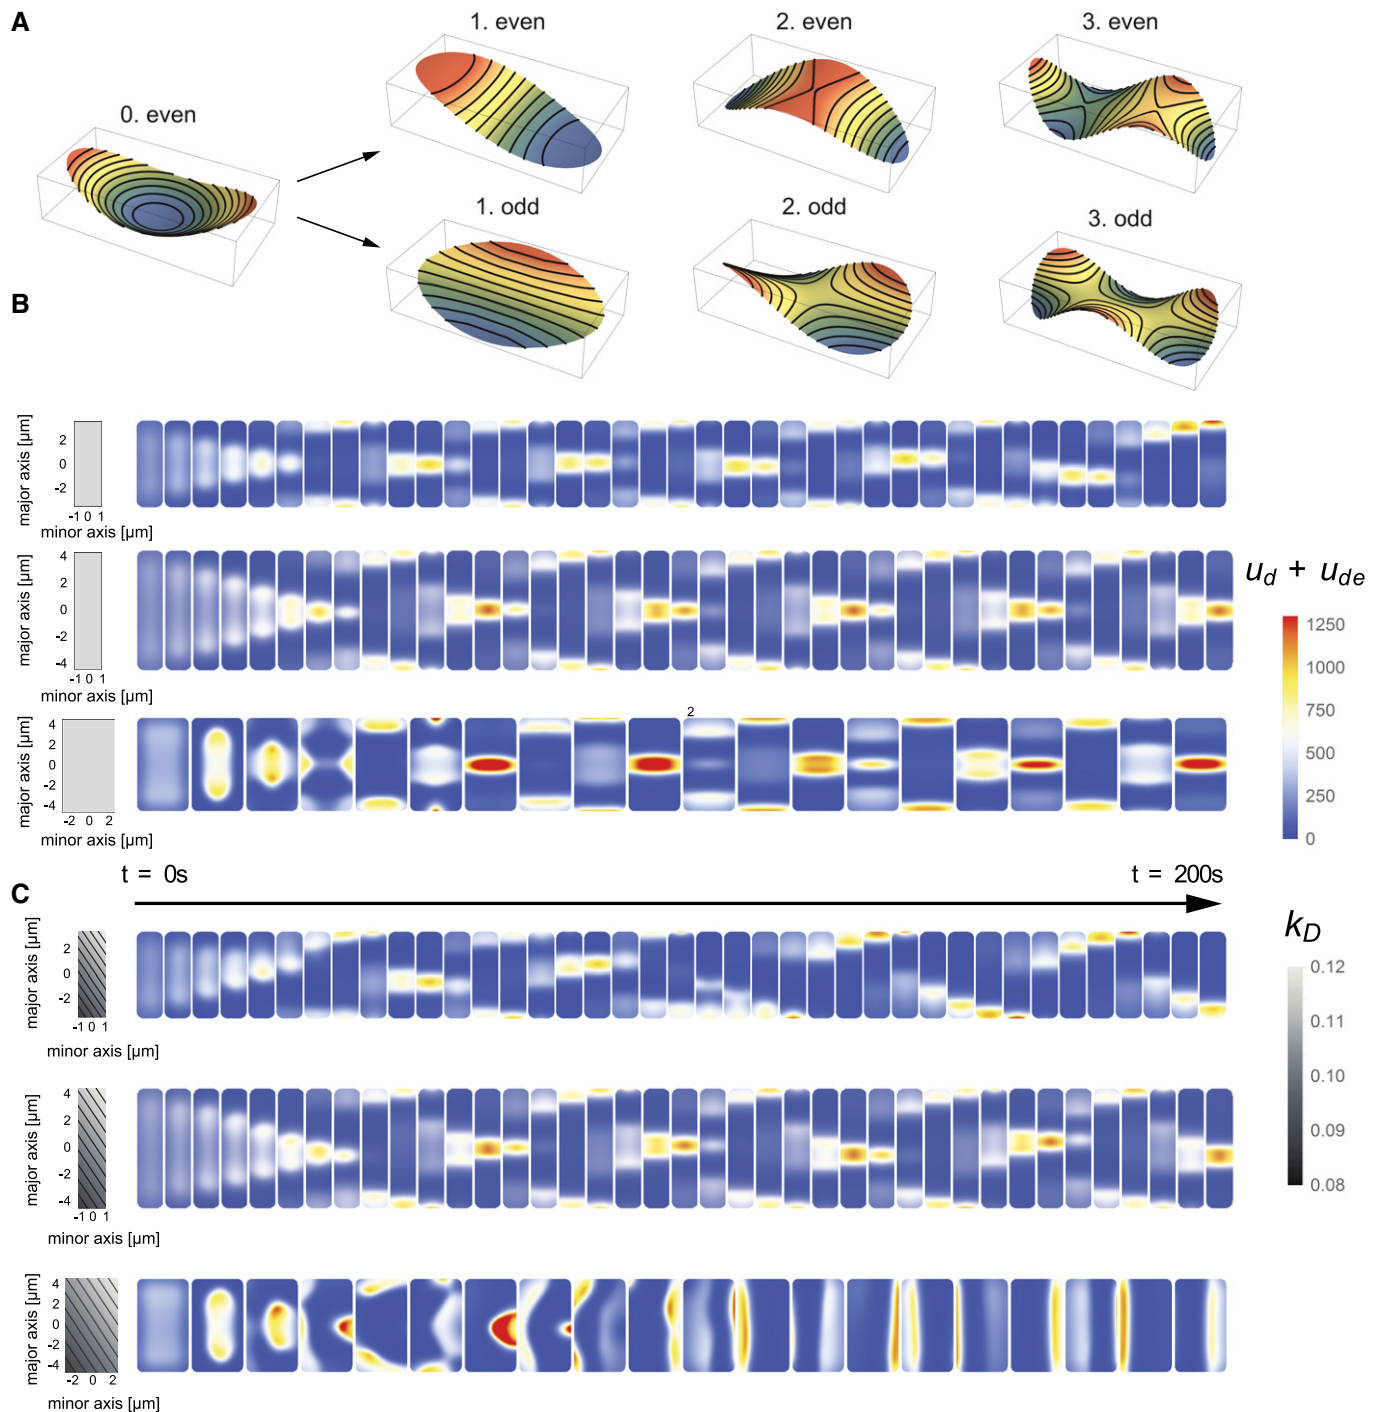 A
0. even
1. even
2. even
3. even
1. odd
2. odd
3. odd
B
major axis [µm]
2
0
-2
-1 0 1
minor axis [µm]
major axis [µm]
4
2
0
-2
-4
-1 0 1
minor axis [µm]
major axis [µm]
4
2
0
-2
-4
-2 0 2
minor axis [µm]
2
u_d + u_de
1250
1000
750
500
250
0
t = 0s
t = 200s
C
major axis [µm]
2
0
-2
-1 0 1
minor axis [µm]
major axis [µm]
4
2
0
-2
-4
-1 0 1
minor axis [µm]
major axis [µm]
4
2
0
-2
-4
-2 0 2
minor axis [µm]
k_D
0.12
0.11
0.10
0.09
0.08